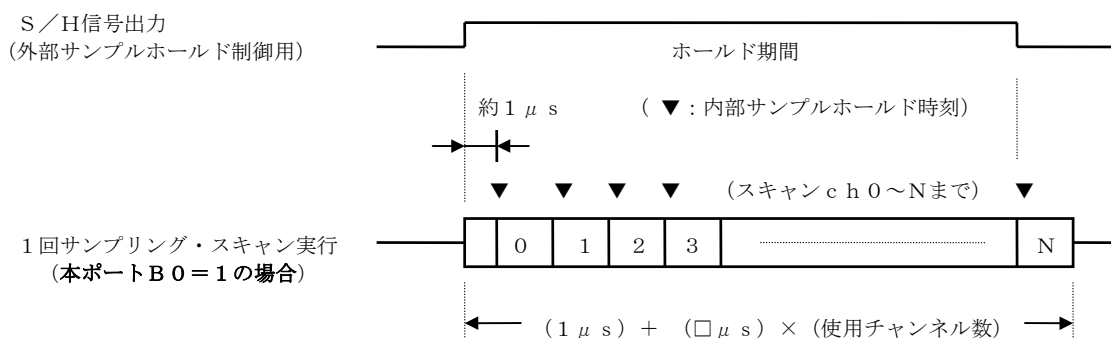 S／H信号出力
(外部サンプルホールド制御用)
ホールド期間
約1μs
(▼：内部サンプルホールド時刻)
(スキャンch0～Nまで)
1回サンプリング・スキャン実行
(本ポートB0＝1の場合)
0 1 2 3 N
(1μs)＋ (□μs)×(使用チャンネル数)